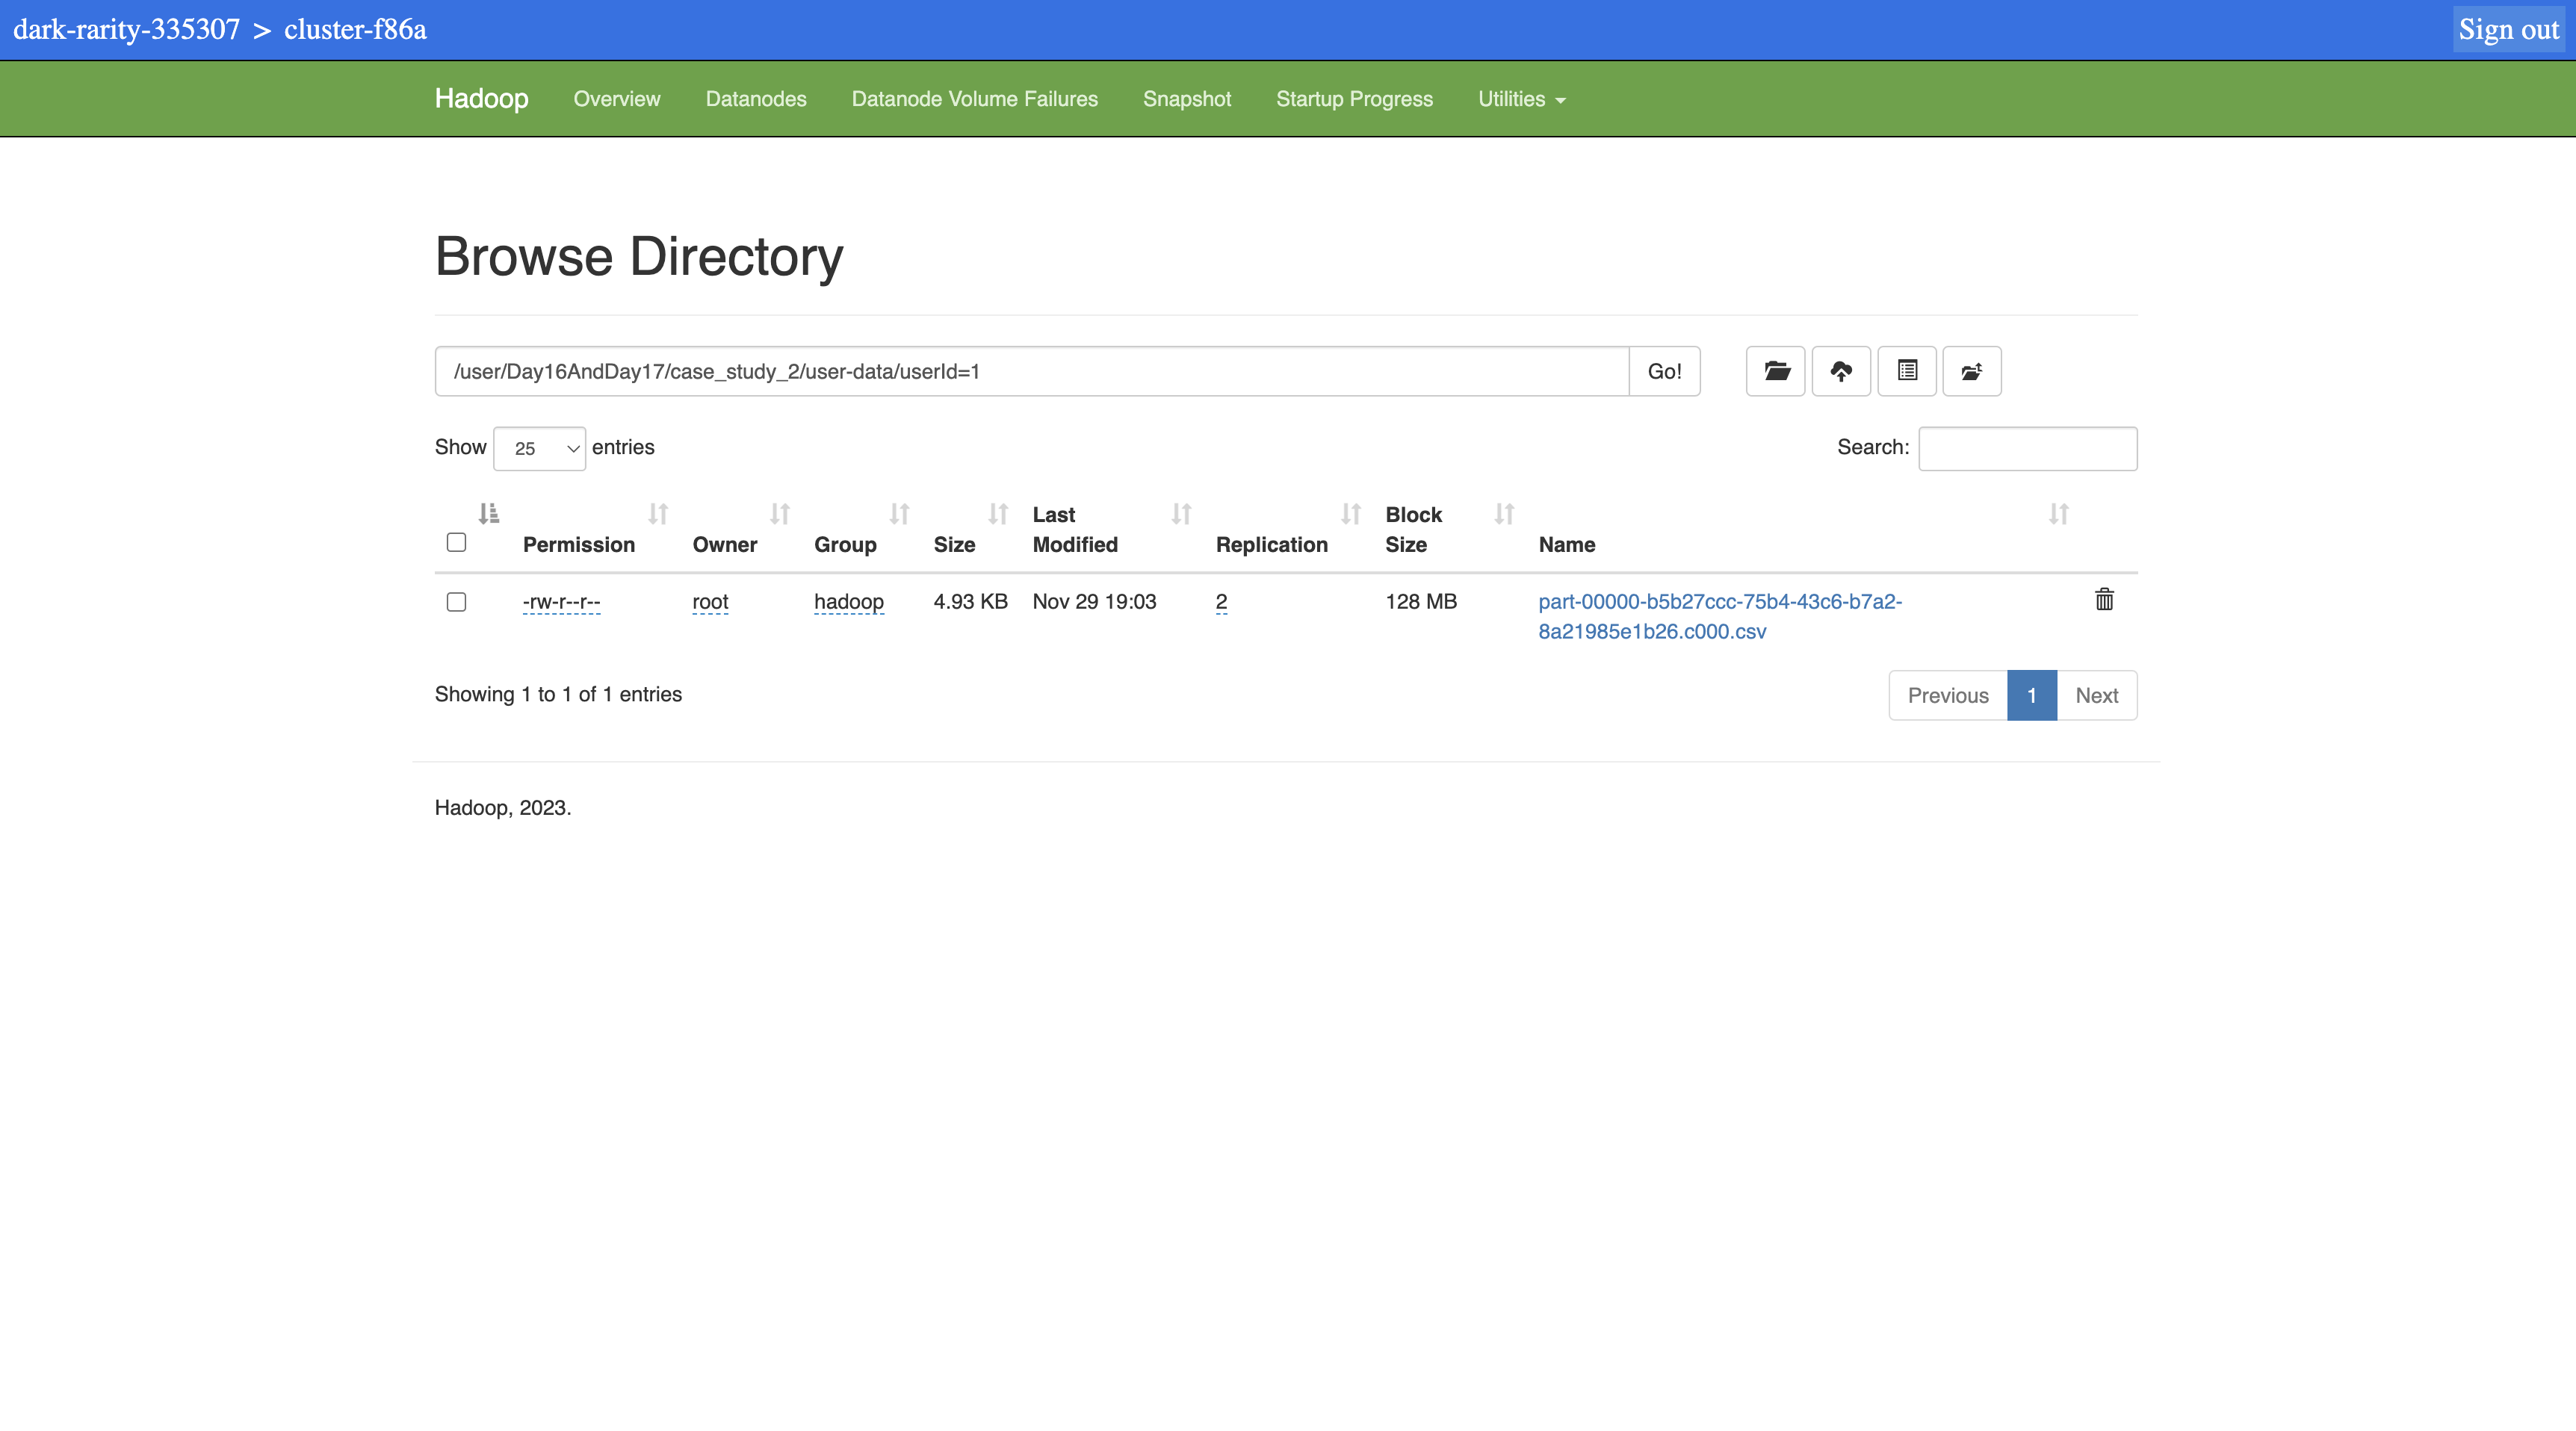 dark-rarity-335307 > cluster-f86a Sign out
Hadoop Overview Datanodes Datanode Volume Failures Snapshot Startup Progress Utilities
Browse Directory
/user/Day16AndDay17/case_study_2/user-data/userId=1 Go!
Show 25 entries Search:
Last Block
Permission Owner Group Size Modified Replication Size Name
-rw-r--r-- root hadoop 4.93 KB Nov 29 19:03 2 128 MB part-00000-b5b27ccc-75b4-43c6-b7a2-
8a21985e1b26.c000.csv
Showing 1 to 1 of 1 entries Previous 1 Next
Hadoop, 2023.